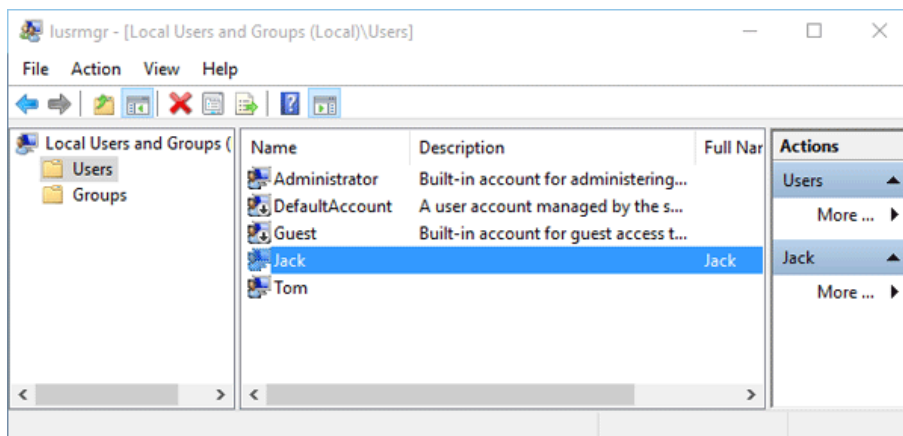 lusrmgr - [Local Users and Groups (Local)\Users]
File Action View Help
Local Users and Groups (
Users
Groups
Name Description Full Nar
Administrator Built-in account for administering...
DefaultAccount A user account managed by the s...
Guest Built-in account for guest access t...
Jack Jack
Tom
Actions
Users
More ...
Jack
More ...